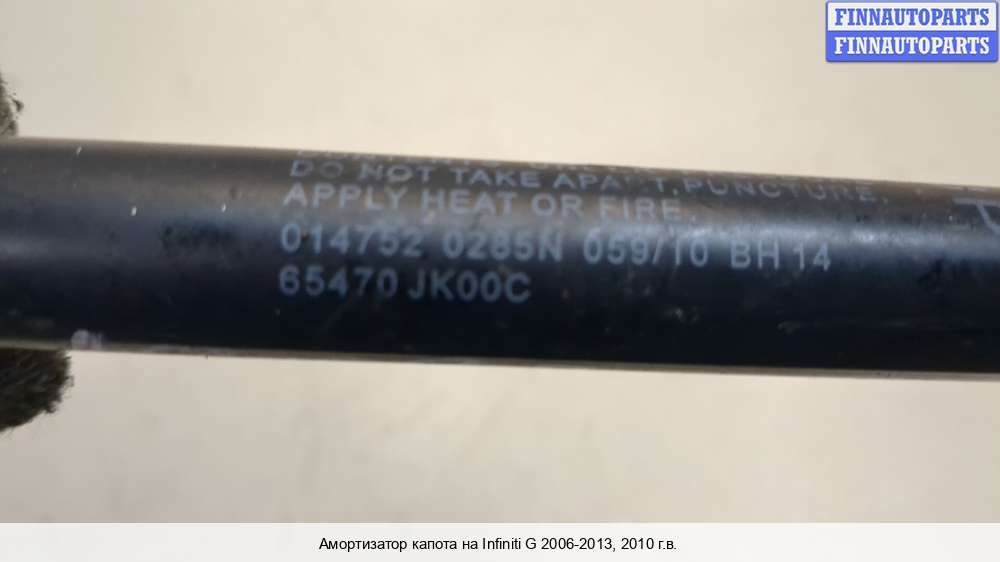 FINNAUTOPARTS
FINNAUTOPARTS
DO NOT TAKE APART, PUNCTURE,
APPLY HEAT OR FIRE.
014752 0285N 059/10 BH 14
65470 JK00C
Амортизатор капота на Infiniti G 2006-2013, 2010 г.в.